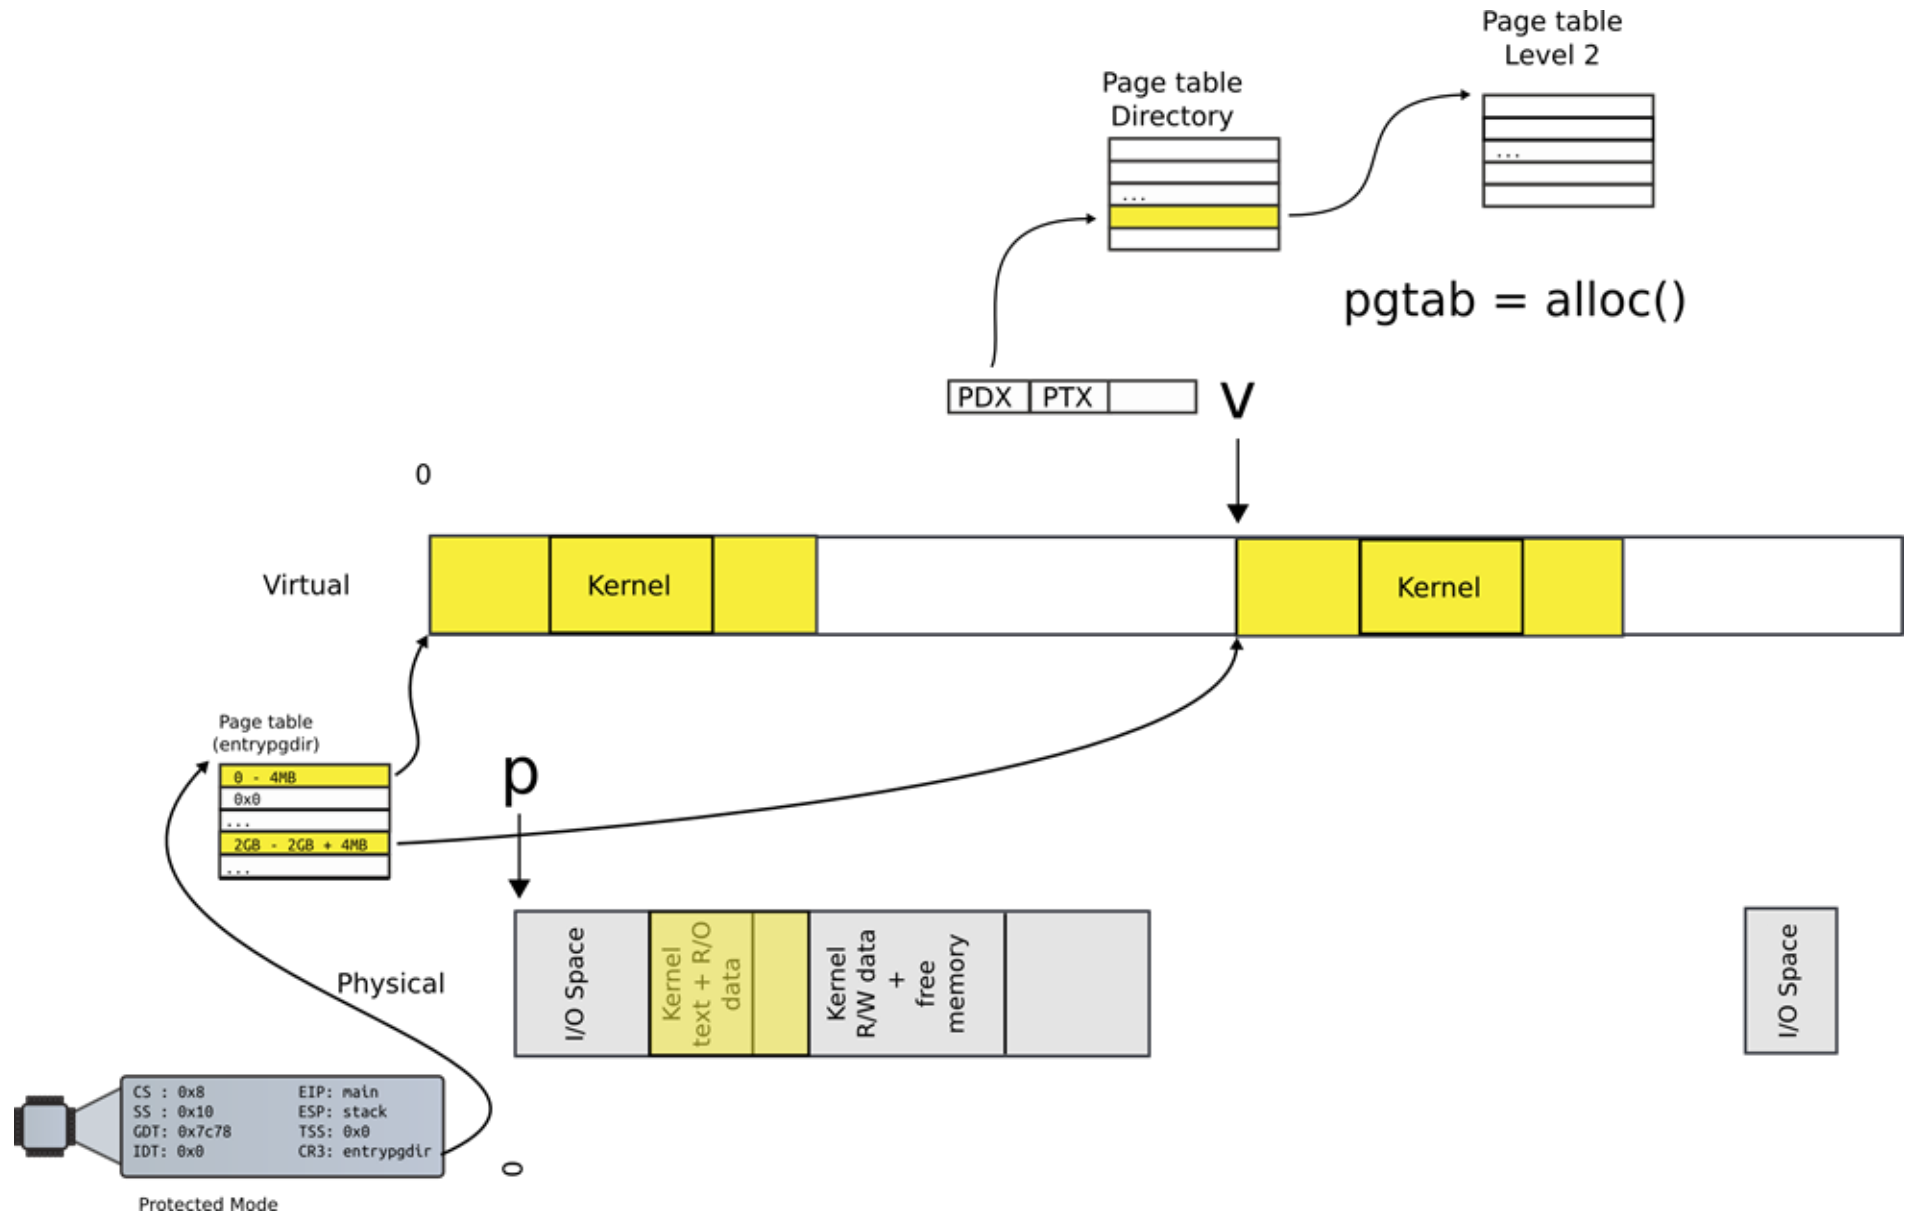 Page table
Level 2
Page table
Directory
...
...
pgtab = alloc()
PDX PTX
v
0
Virtual
Kernel
Kernel
Page table
(entrypgdir)
0 - 4MB
0x0
...
2GB - 2GB + 4MB
...
p
Physical
I/O Space
Kernel
text + R/O
data
Kernel
R/W data
+
free
memory
I/O Space
CS : 0x8 EIP: main
SS : 0x10 ESP: stack
GDT: 0x7c78 TSS: 0x0
IDT: 0x0 CR3: entrypgdir
0
Protected Mode